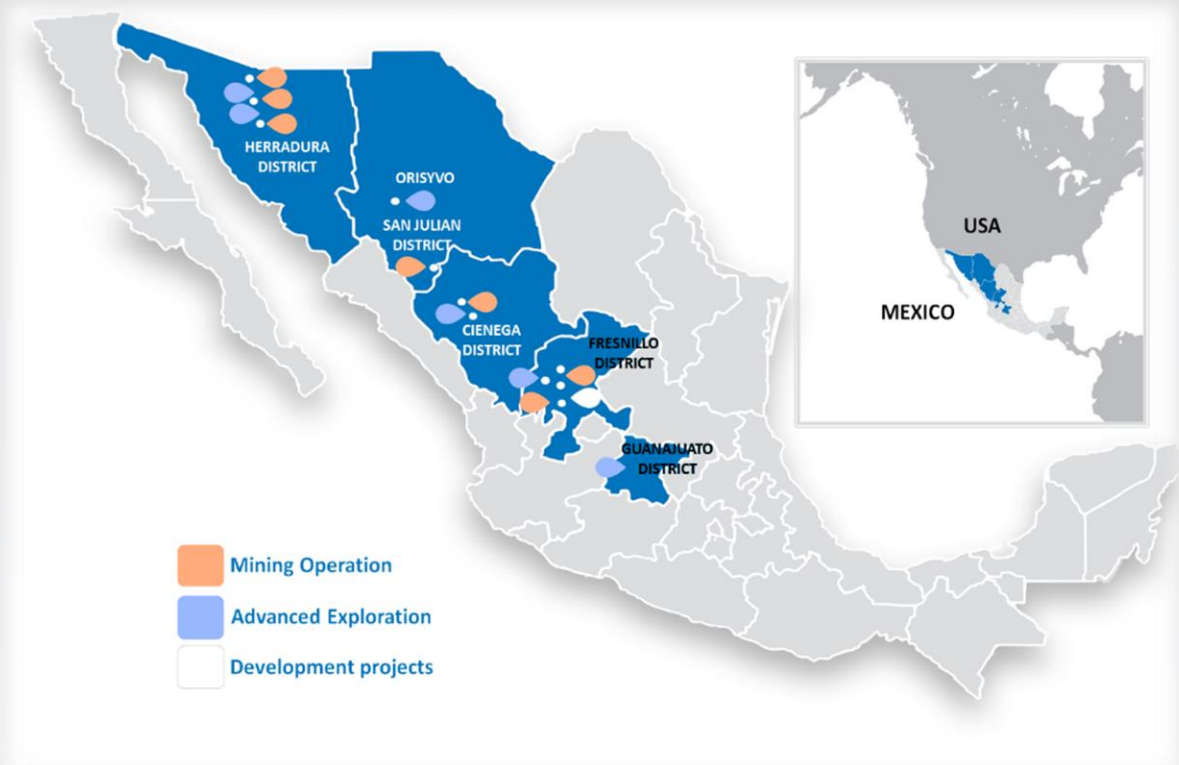 HERRADURA
DISTRICT
ORISYVO
SAN JULIAN
DISTRICT
CIENEGA
DISTRICT
FRESNILLO
DISTRICT
GUANAJUATO
DISTRICT
USA
MEXICO
Mining Operation
Advanced Exploration
Development projects